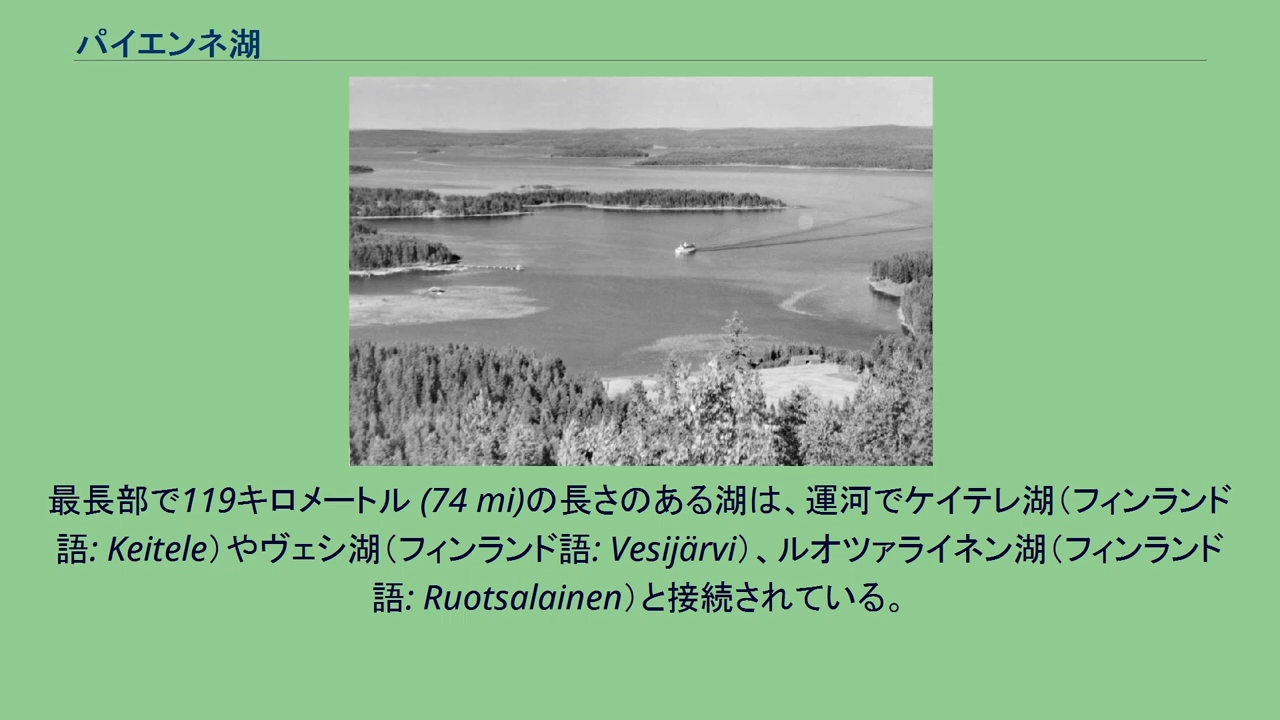 パイエンネ湖
最長部で119キロメートル (74 mi)の長さのある湖は、運河でケイテレ湖（フィンランド
語: Keitele）やヴェシ湖（フィンランド語: Vesijärvi）、ルオツァライネン湖（フィンランド
語: Ruotsalainen）と接続されている。